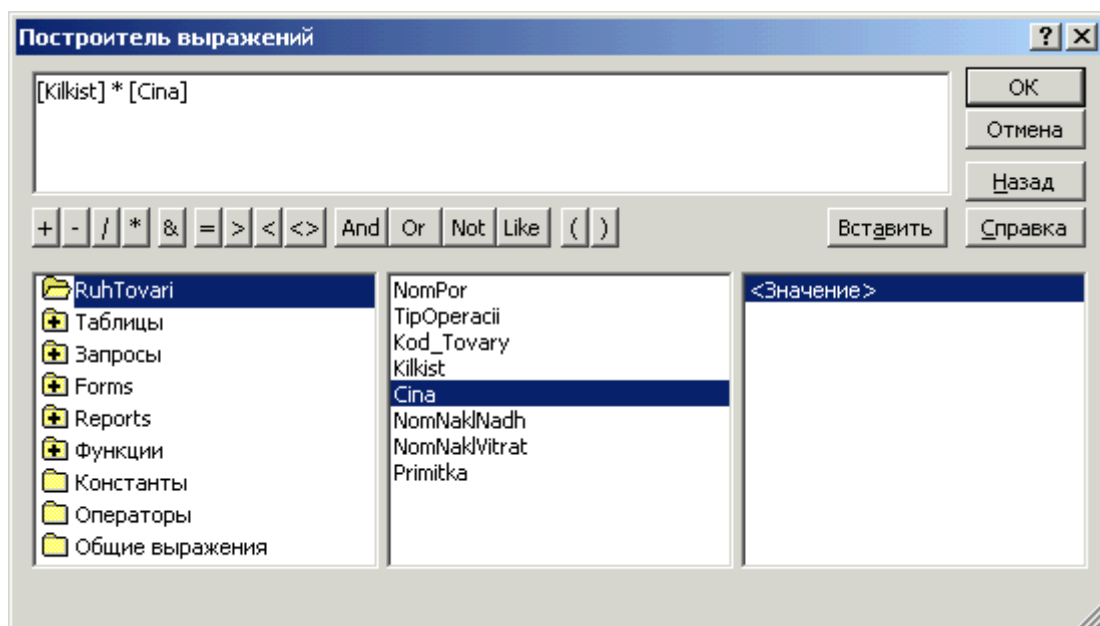 Построитель выражений
[Kilkist] * [Cina]
OK
Отмена
Назад
+ - / * & = > < <> And Or Not Like ( ) Вставить Справка
RuhTovari
Таблицы
Запросы
Forms
Reports
Функции
Константы
Операторы
Общие выражения
NomPor
TipOperacii
Kod_Tovary
Kilkist
Cina
NomNaklNadh
NomNaklVitrat
Primitka
<Значение>